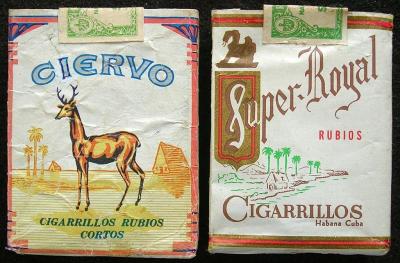 CIERVO
CIGARRILLOS RUBIOS
CORTOS
Super-Royal
RUBIOS
CIGARRILLOS
Habana Cuba